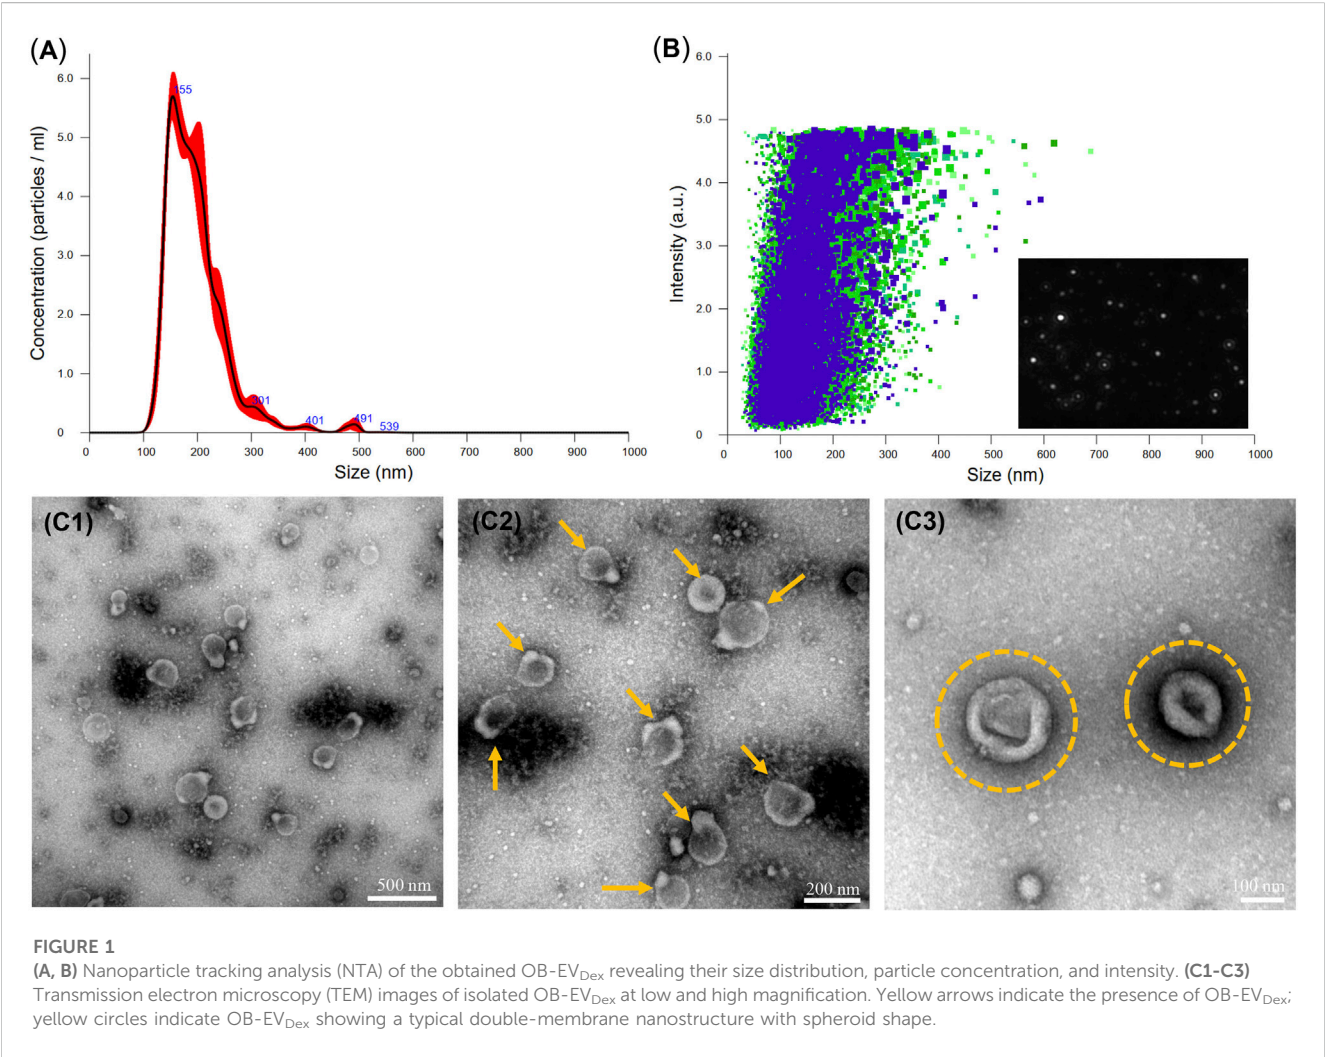 (A)
6.0
5.0
4.0
3.0
2.0
1.0
0
155
301
401
491
539
0 100 200 300 400 500 600 700 800 900 1000
Size (nm)
Concentration (particles / ml)
(B)
6.0
5.0
4.0
3.0
2.0
1.0
0
0 100 200 300 400 500 600 700 800 900 1000
Size (nm)
Intensity (a.u.)
(C1)
500 nm
(C2)
200 nm
(C3)
100 nm
FIGURE 1
(A, B) Nanoparticle tracking analysis (NTA) of the obtained OB-EVDex revealing their size distribution, particle concentration, and intensity. (C1-C3)
Transmission electron microscopy (TEM) images of isolated OB-EVDex at low and high magnification. Yellow arrows indicate the presence of OB-EVDex;
yellow circles indicate OB-EVDex showing a typical double-membrane nanostructure with spheroid shape.